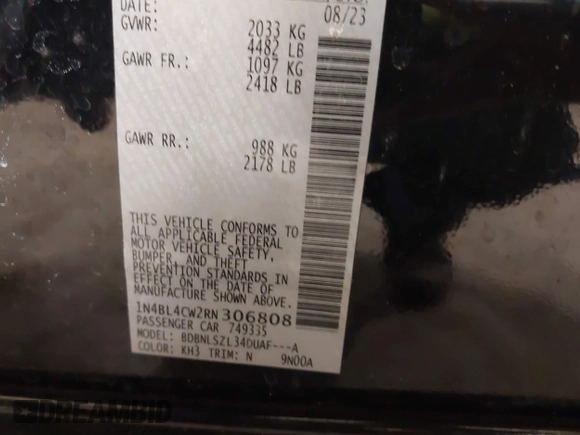 DATE:
08/23
GVWR: 2033 KG
4482 LB
GAWR FR.: 1097 KG
2418 LB
GAWR RR.: 988 KG
2178 LB
THIS VEHICLE CONFORMS TO
ALL APPLICABLE FEDERAL
MOTOR VEHICLE SAFETY,
BUMPER, AND THEFT
PREVENTION STANDARDS IN
EFFECT ON THE DATE OF
MANUFACTURE SHOWN ABOVE.
1N4BL4CW2RN306808
PASSENGER CAR 749335
MODEL: BDBNLSZL34DUAF---A
COLOR: KH3 TRIM: N 9N00A
DREAMBID